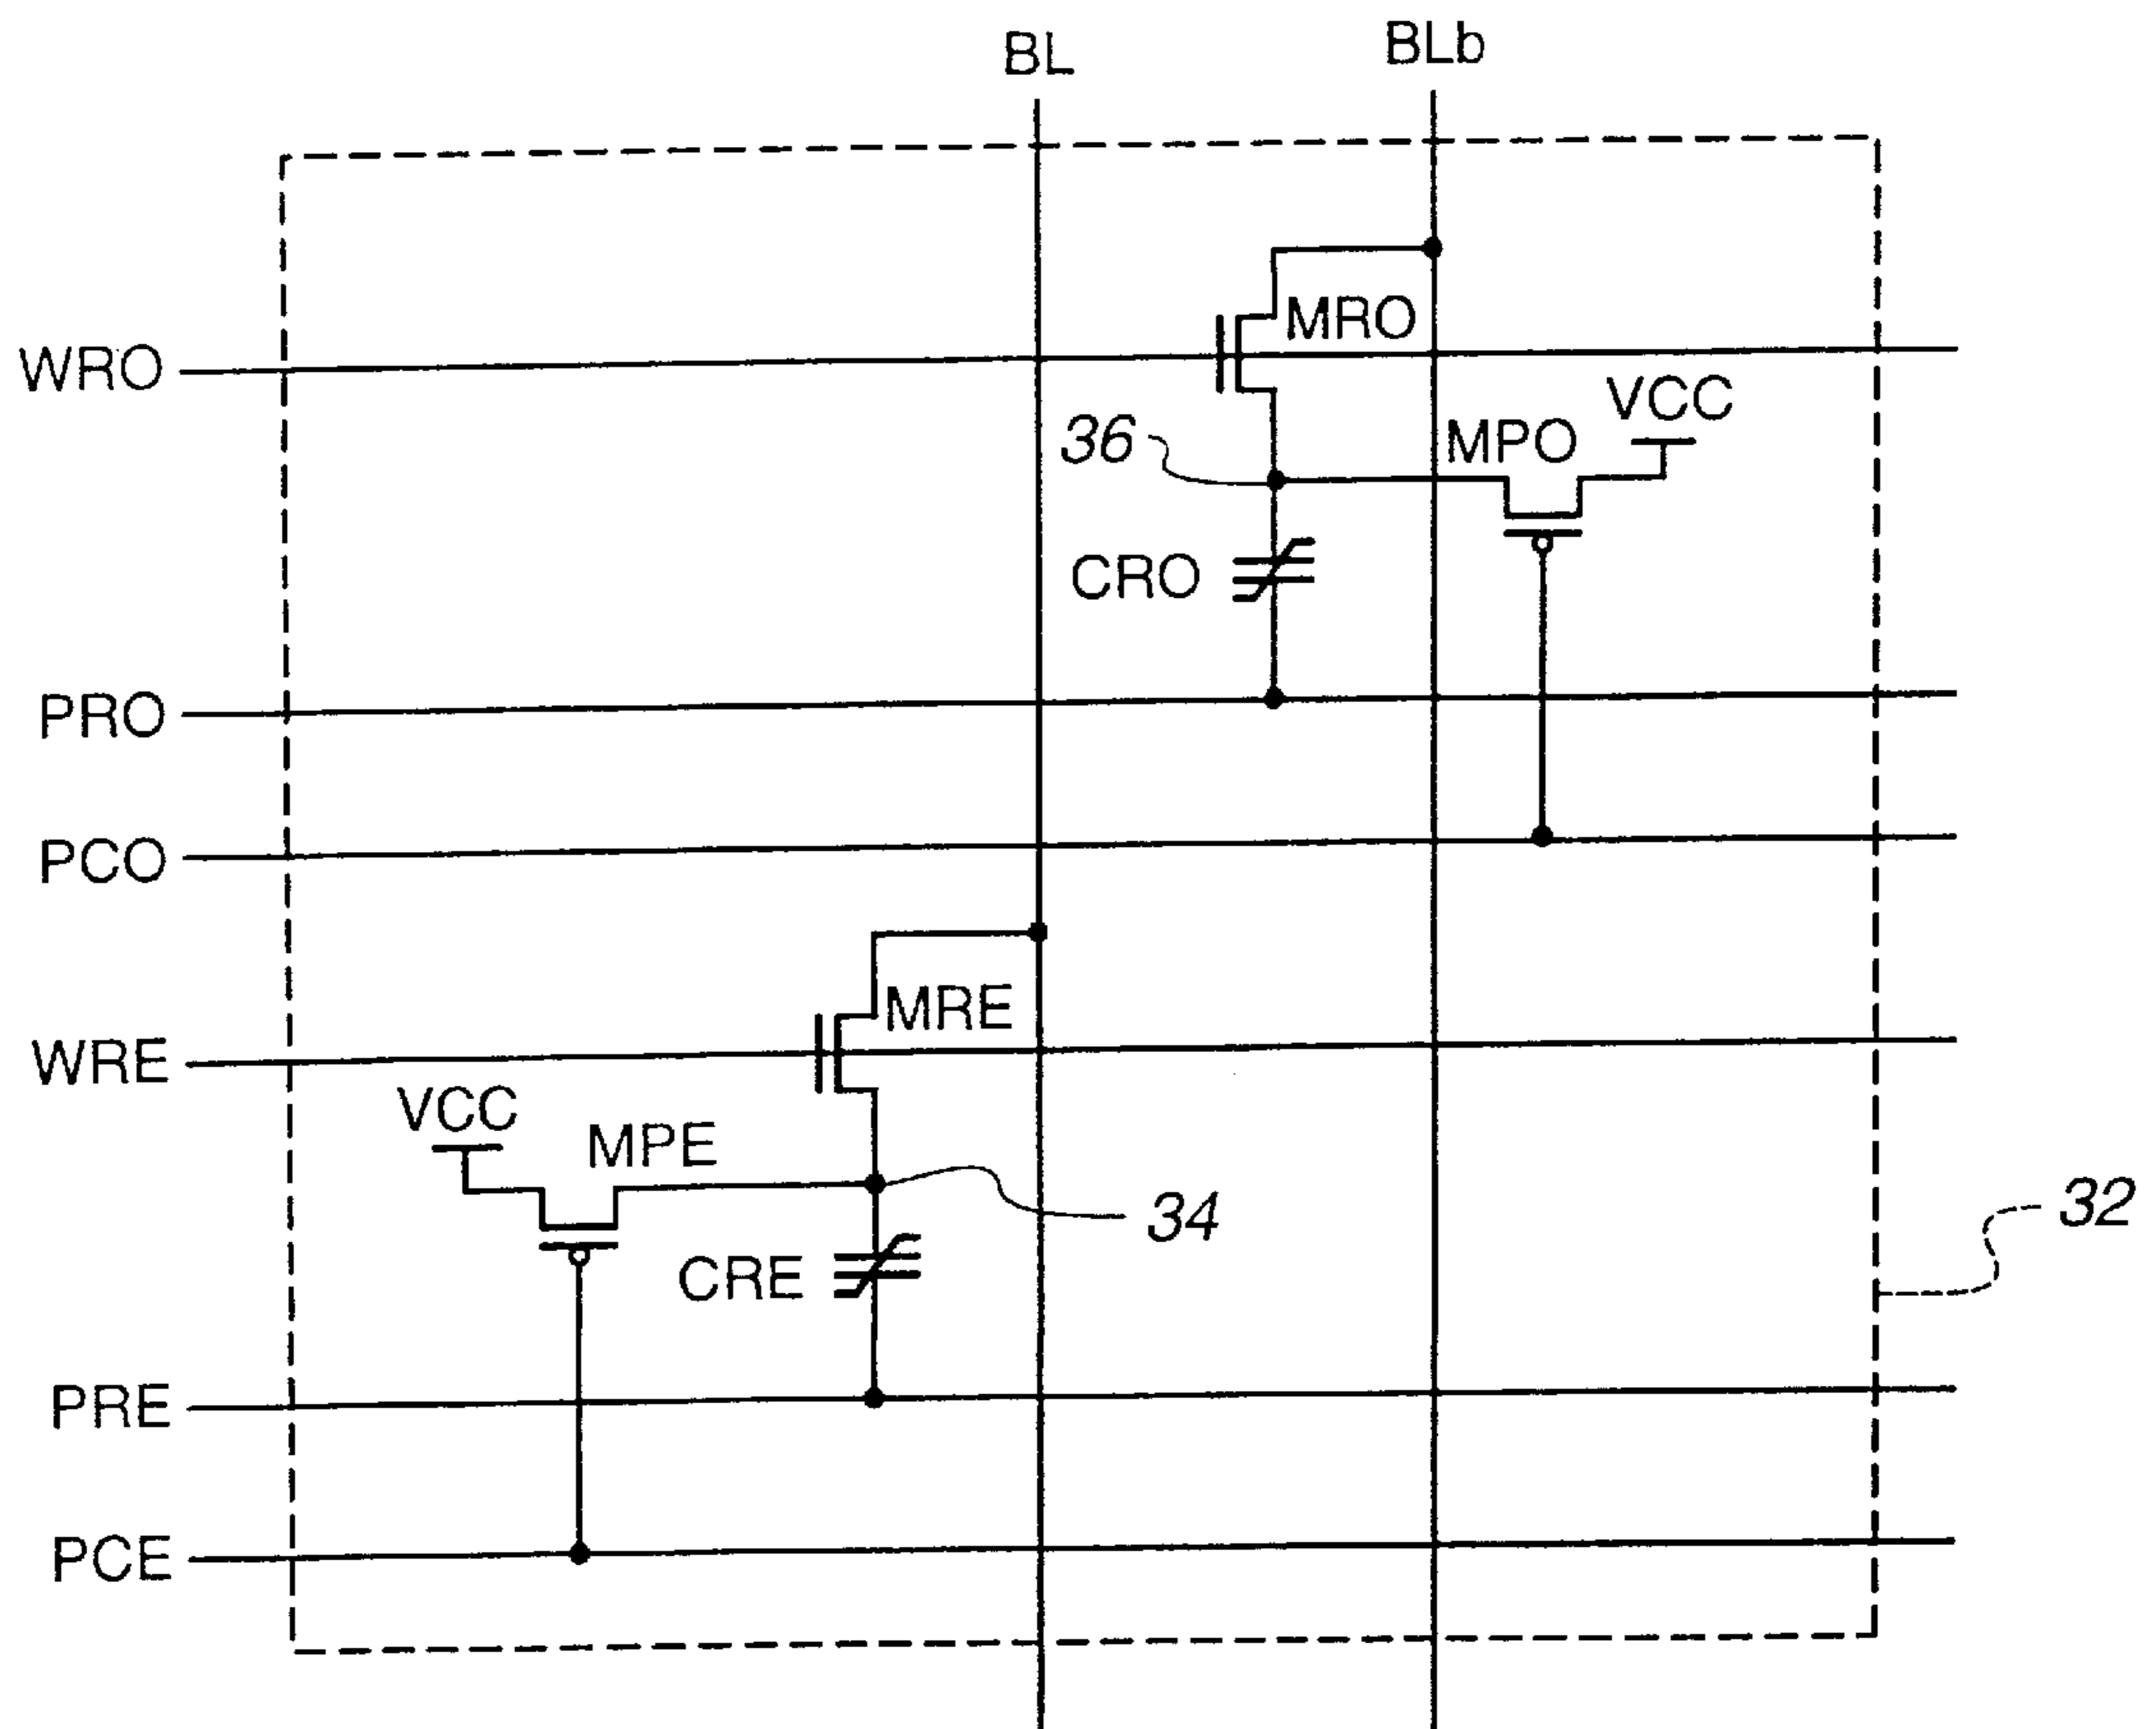 BL
BLb
MRO
WRO
VCC
36
MPO
CRO
PRO
PCO
MRE
WRE
VCC
MPE
34
32
CRE
PRE
PCE